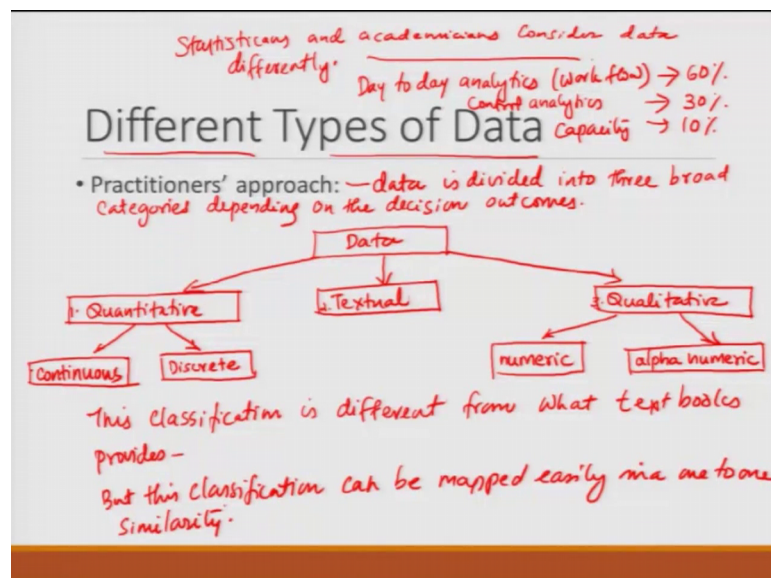 Statisticians and academicians consider data
differently.
Day to day analytics (work flow) → 60%.
Control analytics → 30%.
Different Types of Data
Capacity → 10%.
• Practitioners' approach: – data is divided into three broad
categories depending on the decision outcomes.
Data
1. Quantitative
2. Textual
3. Qualitative
Continuous
Discrete
numeric
alpha numeric
This classification is different from what text books
provides –
But this classification can be mapped easily in a one to one
similarity.